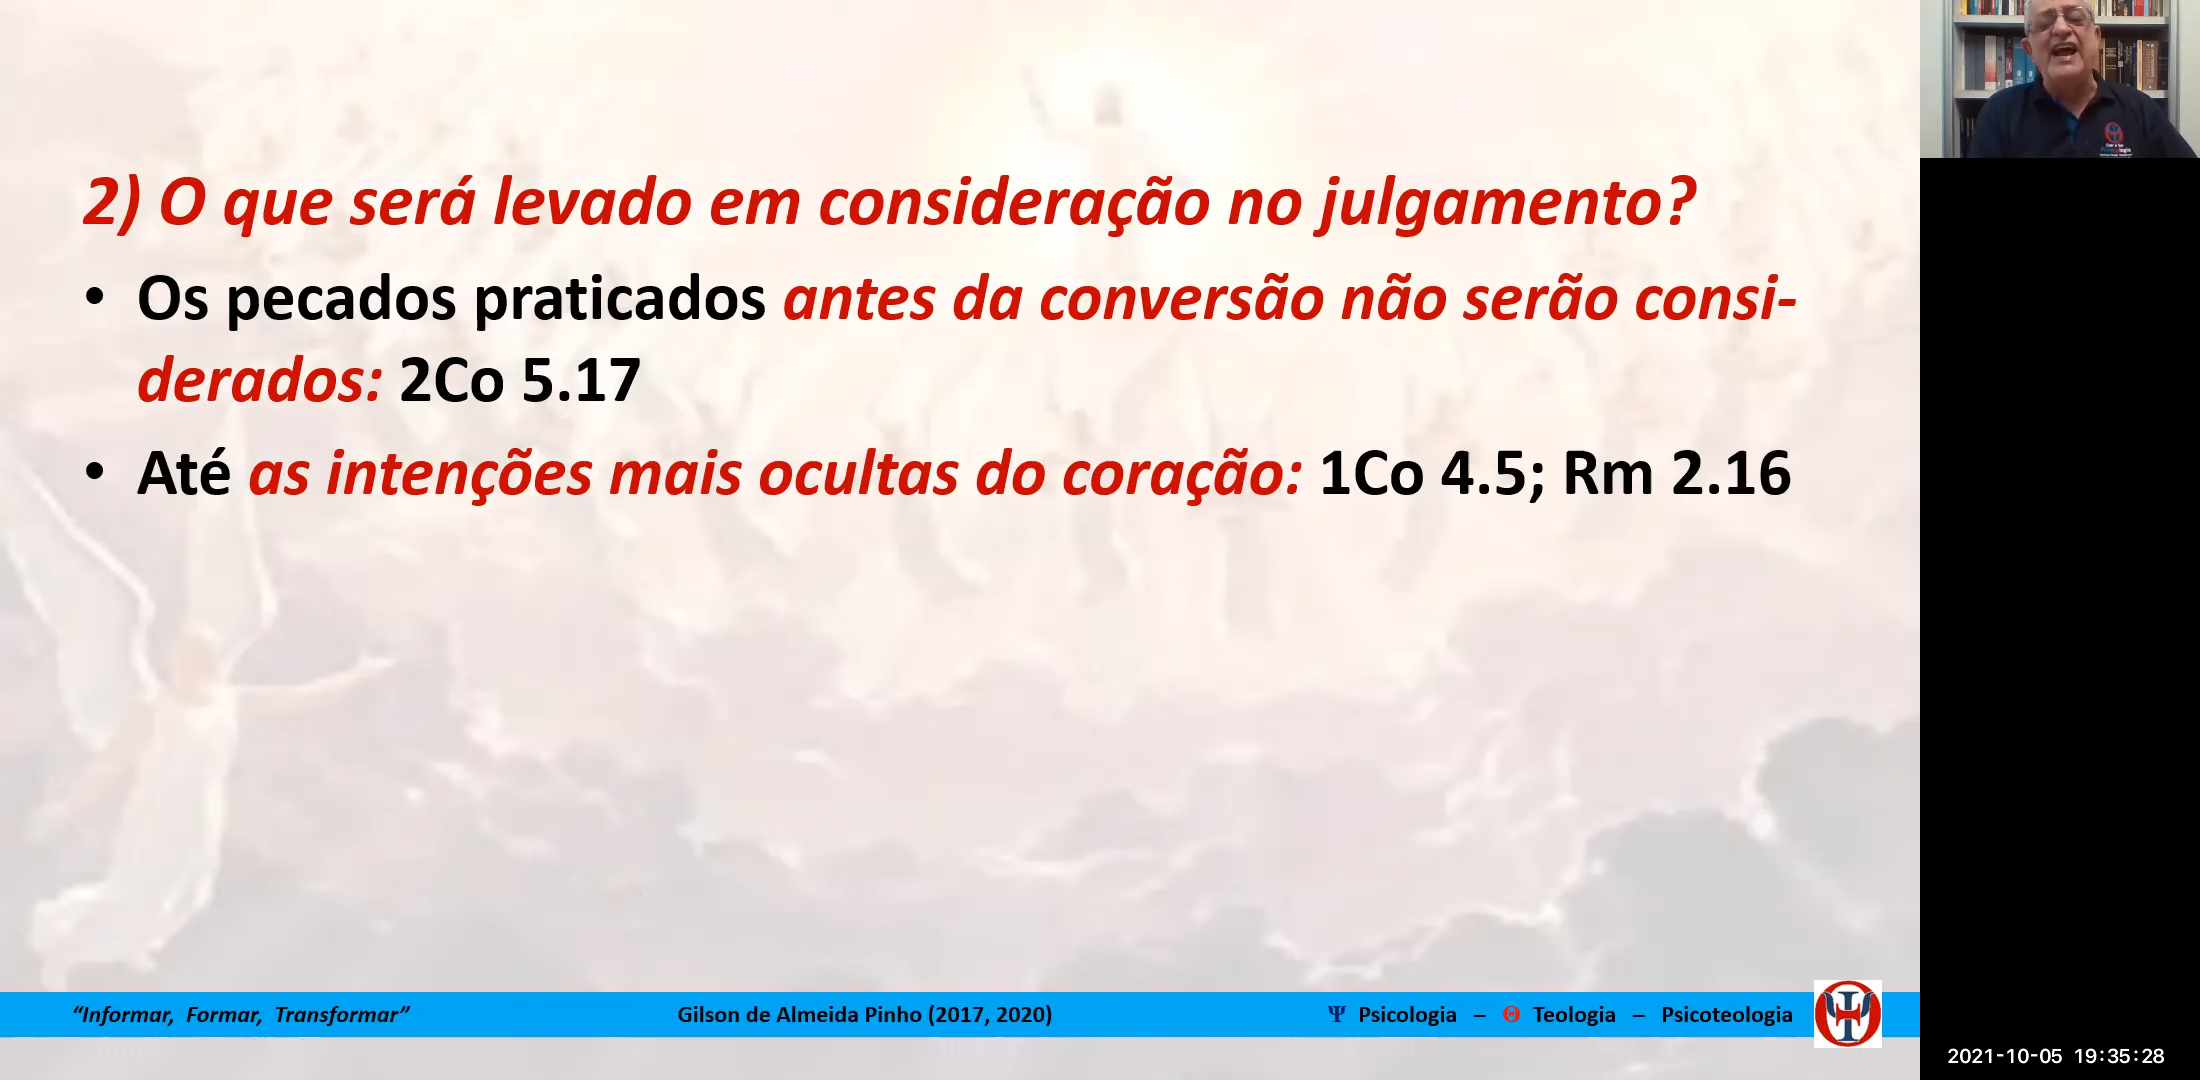 2) O que será levado em consideração no julgamento?
• Os pecados praticados antes da conversão não serão consi-
derados: 2Co 5.17
• Até as intenções mais ocultas do coração: 1Co 4.5; Rm 2.16
“Informar, Formar, Transformar”
Gilson de Almeida Pinho (2017, 2020)
Ψ Psicologia – Θ Teologia – Psicoteologia
2021-10-05 19:35:28